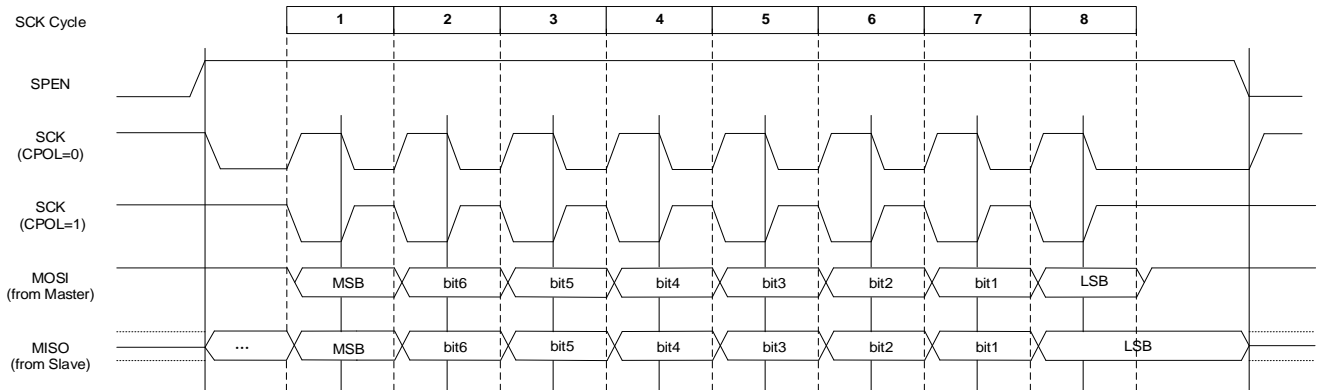 SCK Cycle 1 2 3 4 5 6 7 8
SPEN
SCK
(CPOL=0)
SCK
(CPOL=1)
MOSI
(from Master)
MSB bit6 bit5 bit4 bit3 bit2 bit1 LSB
MISO
(from Slave)
... MSB bit6 bit5 bit4 bit3 bit2 bit1 LSB